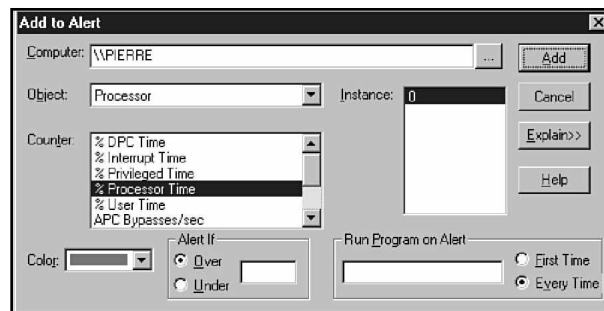 Add to Alert
Computer: \\PIERRE ... Add
Object: Processor Instance: 0 Cancel
Counter: % DPC Time Explain>>
% Interrupt Time
% Privileged Time
% Processor Time Help
% User Time
APC Bypasses/sec
Color: Alert If Run Program on Alert
Over First Time
Under Every Time